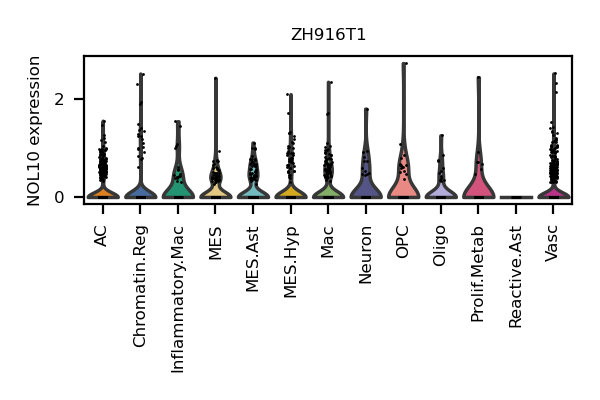 ZH916T1
NOL10 expression
2
0
AC
Chromatin.Reg
Inflammatory.Mac
MES
MES.Ast
MES.Hyp
Mac
Neuron
OPC
Oligo
Prolif.Metab
Reactive.Ast
Vasc